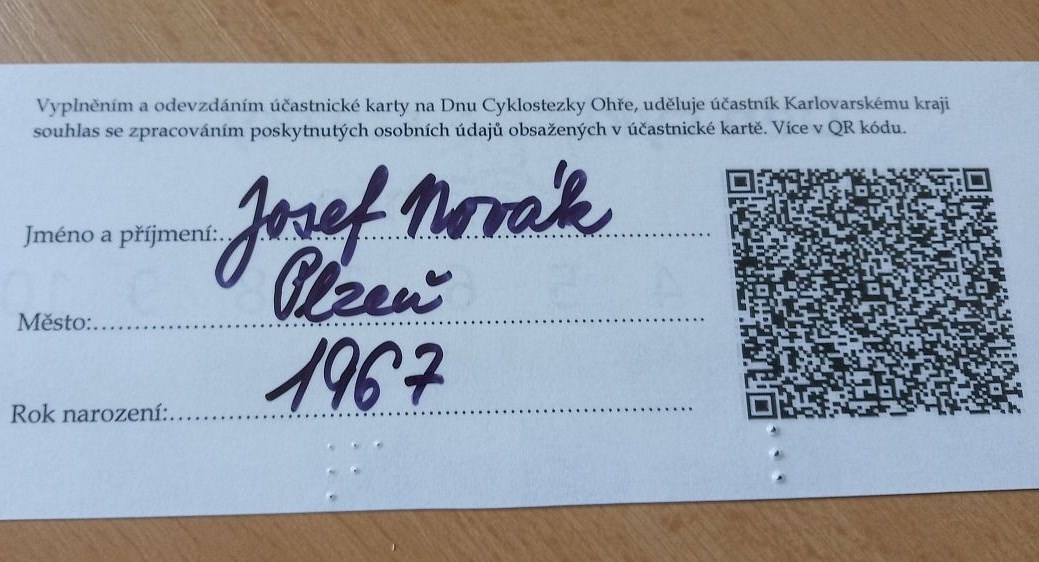 Vyplněním a odevzdáním účastnické karty na Dnu Cyklostezky Ohře, uděluje účastník Karlovarskému kraji
souhlas se zpracováním poskytnutých osobních údajů obsažených v účastnické kartě. Více v QR kódu.
Jméno a příjmení: Josef Novák
Město: Plzeň
Rok narození: 1967